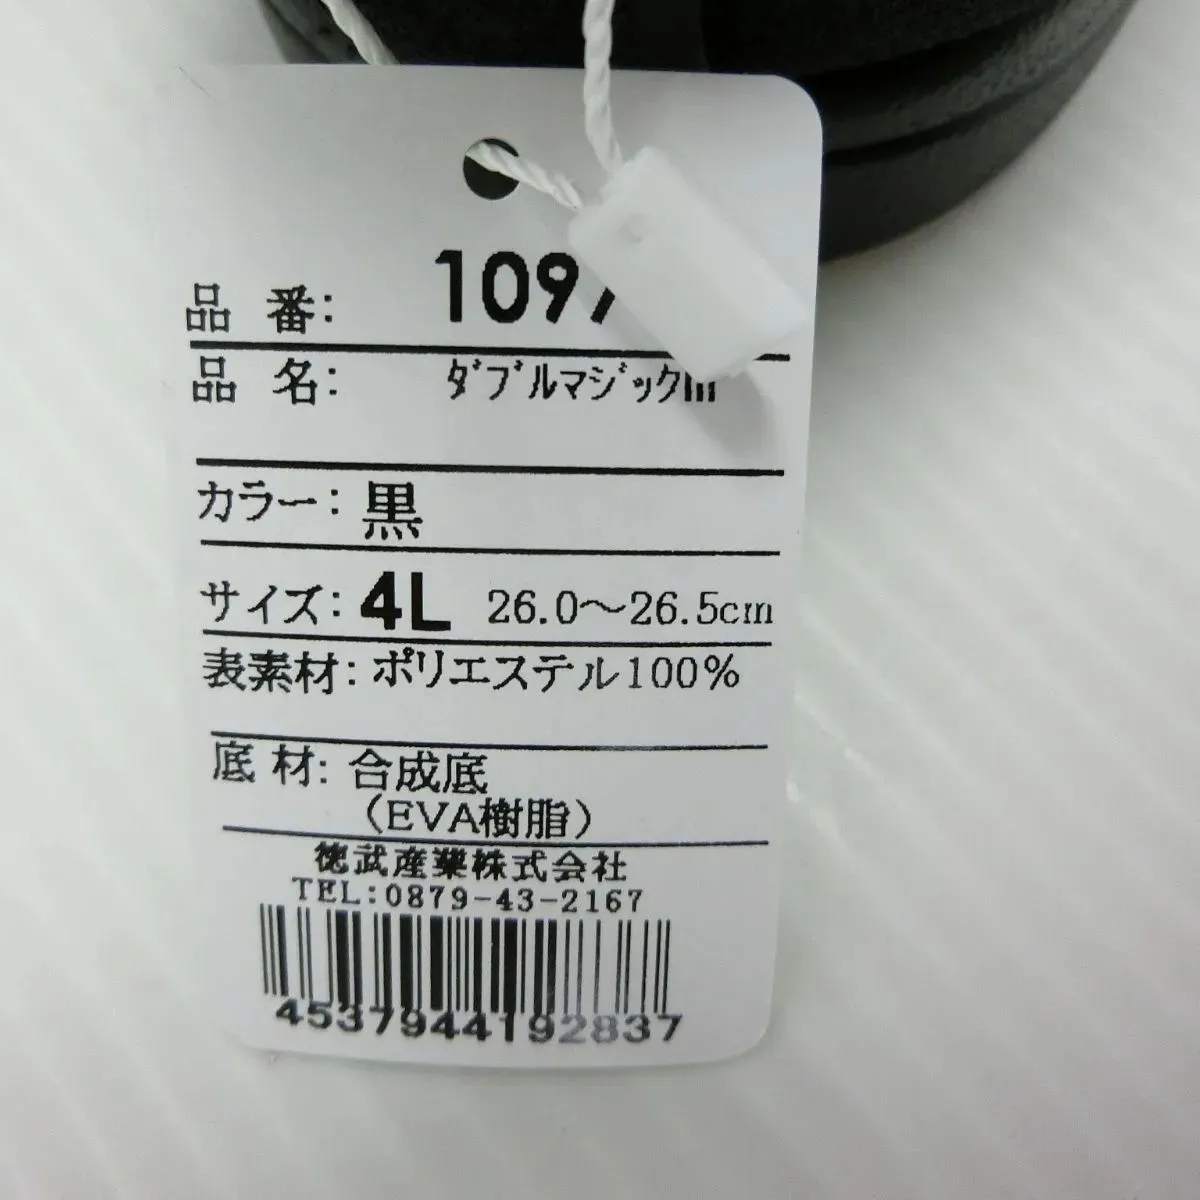 品番: 1097
品名: ﾀﾞﾌﾞﾙﾏｼﾞｯｸIII
カラー: 黒
サイズ: 4L 26.0～26.5cm
表素材: ポリエステル100%
底材: 合成底
（EVA樹脂）
徳武産業株式会社
TEL:0879-43-2167
4537944192837